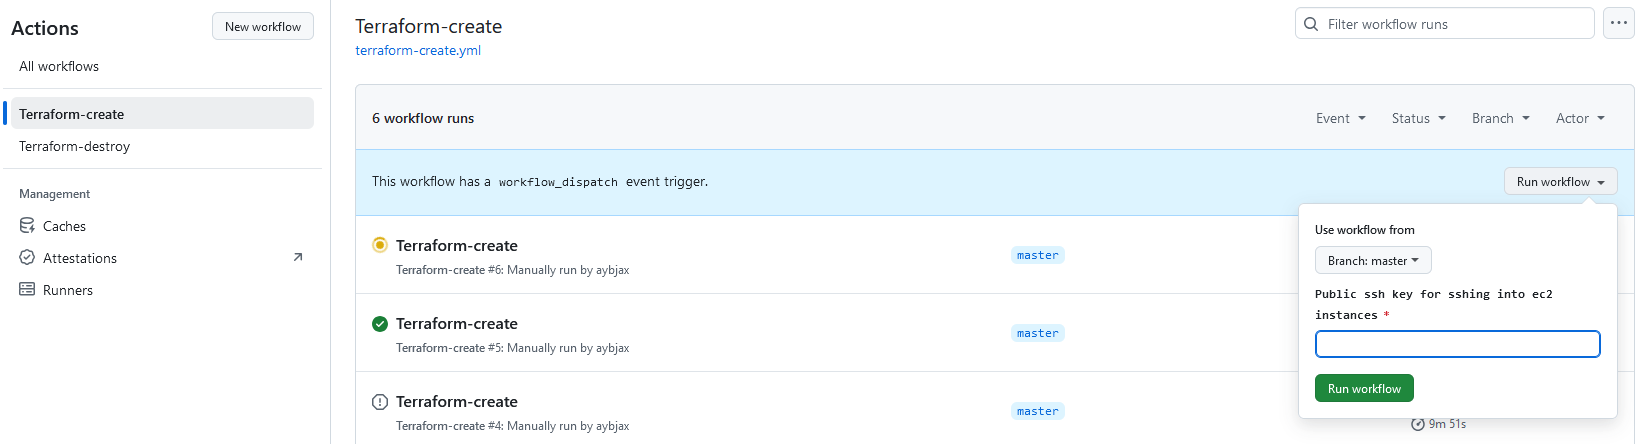 Actions
New workflow
All workflows
Terraform-create
Terraform-destroy
Management
Caches
Attestations
Runners
Terraform-create
terraform-create.yml
Filter workflow runs
6 workflow runs
Event Status Branch Actor
This workflow has a workflow_dispatch event trigger.
Run workflow
Use workflow from
Branch: master
Public ssh key for sshing into ec2
instances *
Run workflow
Terraform-create
Terraform-create #6: Manually run by aybjax
master
Terraform-create
Terraform-create #5: Manually run by aybjax
master
Terraform-create
Terraform-create #4: Manually run by aybjax
master
9m 51s